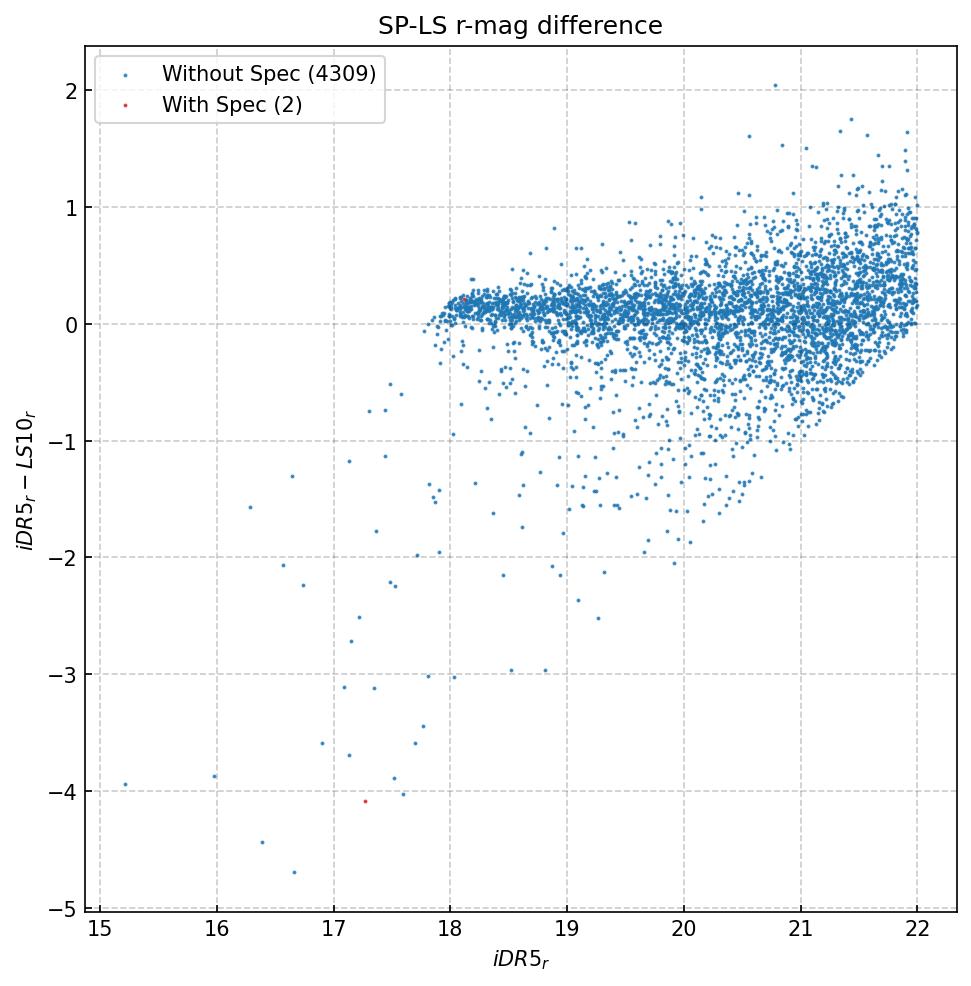 SP-LS r-mag difference
Without Spec (4309)
With Spec (2)
2
1
0
−1
−2
−3
−4
−5
iDR5r − LS10r
15 16 17 18 19 20 21 22
iDR5r